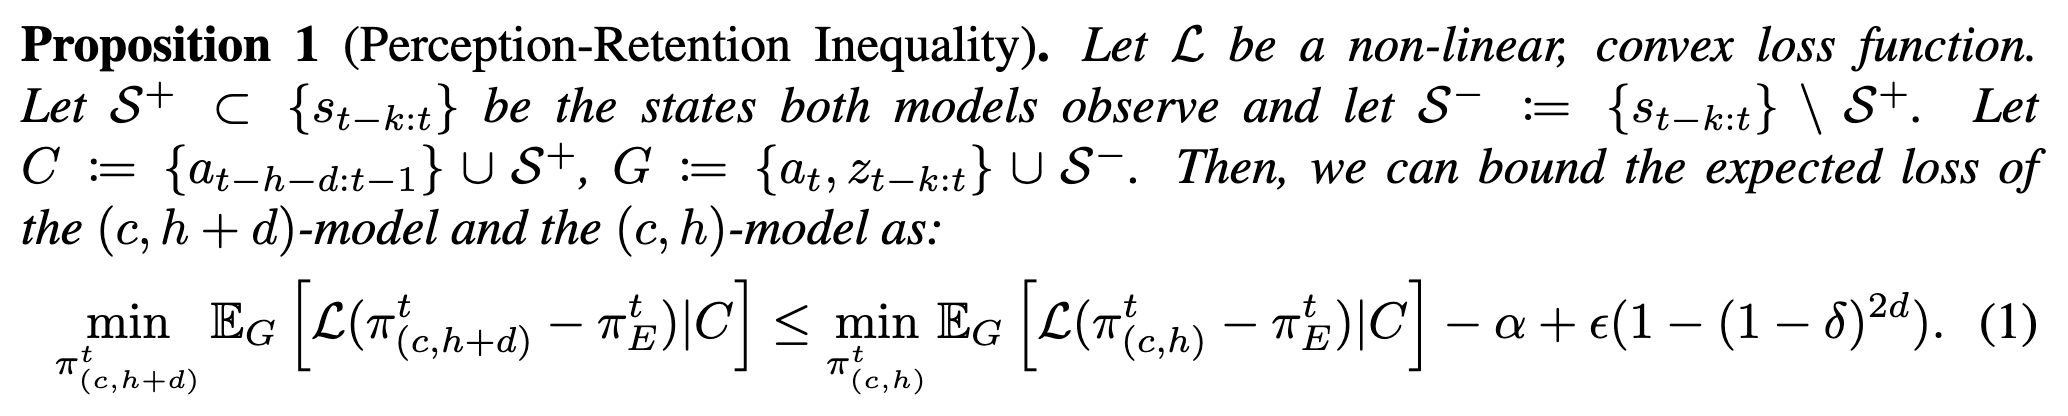 Proposition 1 (Perception-Retention Inequality). Let ℒ be a non-linear, convex loss function.
Let 𝒮⁺ ⊂ {s_{t−k:t}} be the states both models observe and let 𝒮⁻ := {s_{t−k:t}} \ 𝒮⁺. Let
C := {a_{t−h−d:t−1}} ∪ 𝒮⁺, G := {a_t, z_{t−k:t}} ∪ 𝒮⁻. Then, we can bound the expected loss of
the (c, h + d)-model and the (c, h)-model as:
min_{π^t_{(c,h+d)}} 𝔼_G [ℒ(π^t_{(c,h+d)} − π^t_E)|C] ≤ min_{π^t_{(c,h)}} 𝔼_G [ℒ(π^t_{(c,h)} − π^t_E)|C] − α + ϵ(1 − (1 − δ)^{2d}). (1)